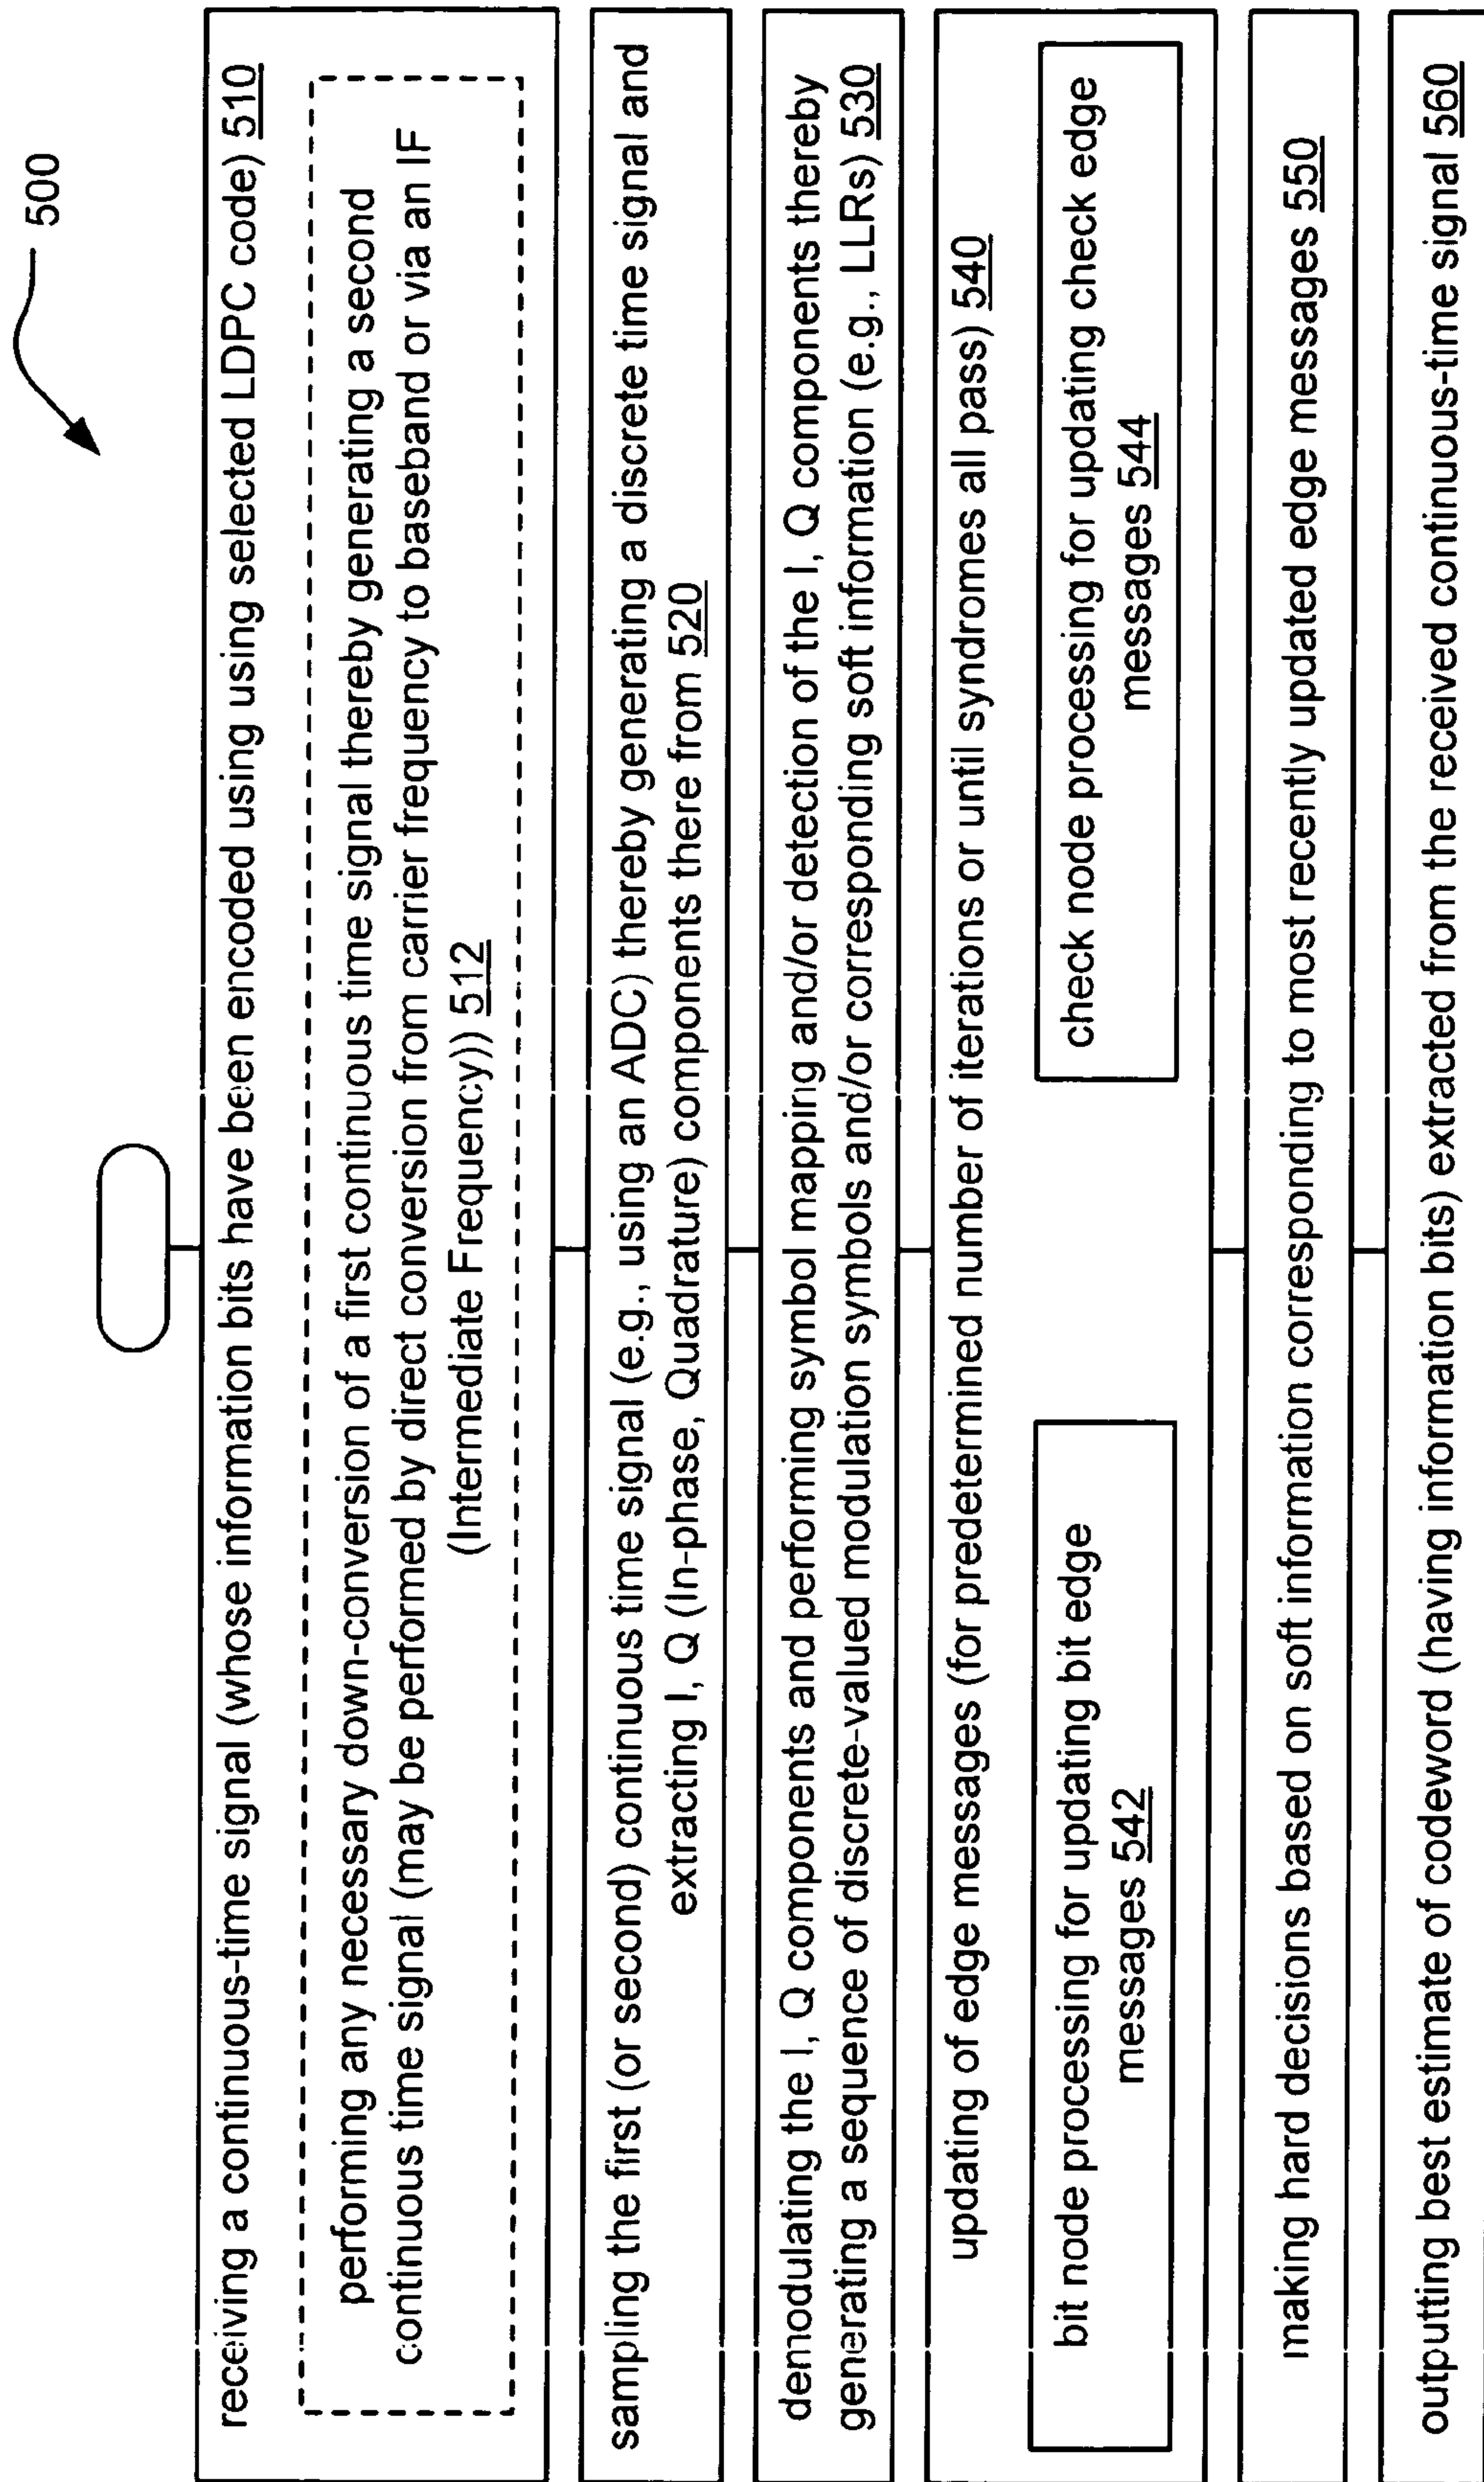 500
receiving a continuous-time signal (whose information bits have been encoded using using selected LDPC code) 510
performing any necessary down-conversion of a first continuous time signal thereby generating a second
continuous time signal (may be performed by direct conversion from carrier frequency to baseband or via an IF
(Intermediate Frequency)) 512
sampling the first (or second) continuous time signal (e.g., using an ADC) thereby generating a discrete time signal and
extracting I, Q (In-phase, Quadrature) components there from 520
demodulating the I, Q components and performing symbol mapping and/or detection of the I, Q components thereby
generating a sequence of discrete-valued modulation symbols and/or corresponding soft information (e.g., LLRs) 530
updating of edge messages (for predetermined number of iterations or until syndromes all pass) 540
bit node processing for updating bit edge
messages 542
check node processing for updating check edge
messages 544
making hard decisions based on soft information corresponding to most recently updated edge messages 550
outputting best estimate of codeword (having information bits) extracted from the received continuous-time signal 560